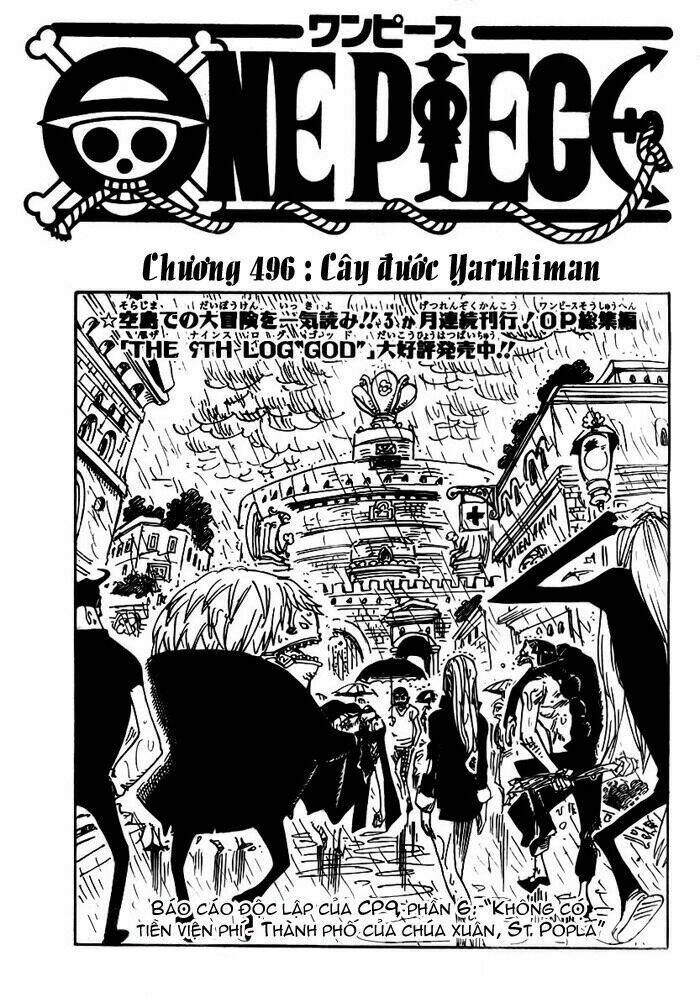 ワンピース
ONE PIECE
Chương 496 : Cây đước Yarukiman
☆空島での大冒険を一気読み!!3か月連続刊行!OP総集編
「THE 9TH LOG "GOD"」大好評発売中!!
Báo cáo độc lập của CP9, phần 6: "Không có
tiền viện phí - Thành phố của chúa xuân, St. Popla"